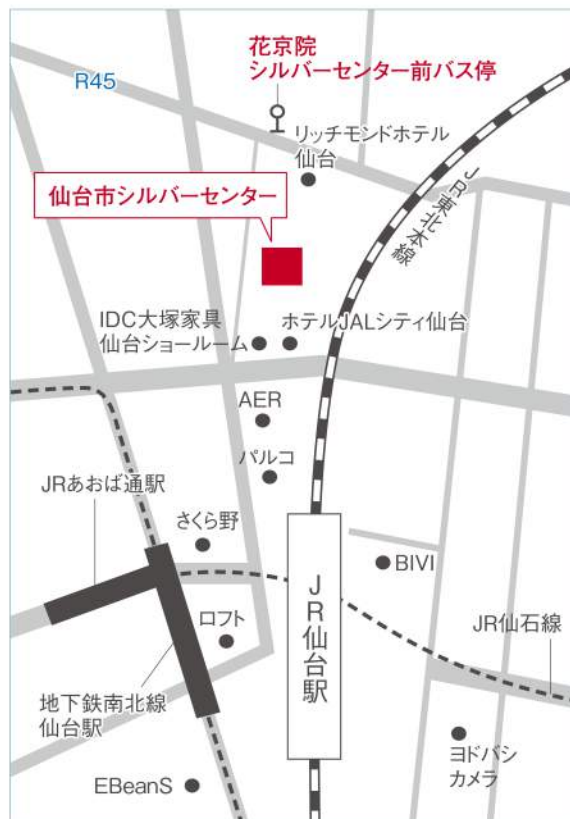 花京院
シルバーセンター前バス停
R45
リッチモンドホテル
仙台
仙台市シルバーセンター
JR東北本線
IDC大塚家具
仙台ショールーム
ホテルJALシティ仙台
AER
パルコ
JRあおば通駅
さくら野
BIVI
JR仙台駅
ロフト
JR仙石線
地下鉄南北線
仙台駅
ヨドバシ
カメラ
EBeanS